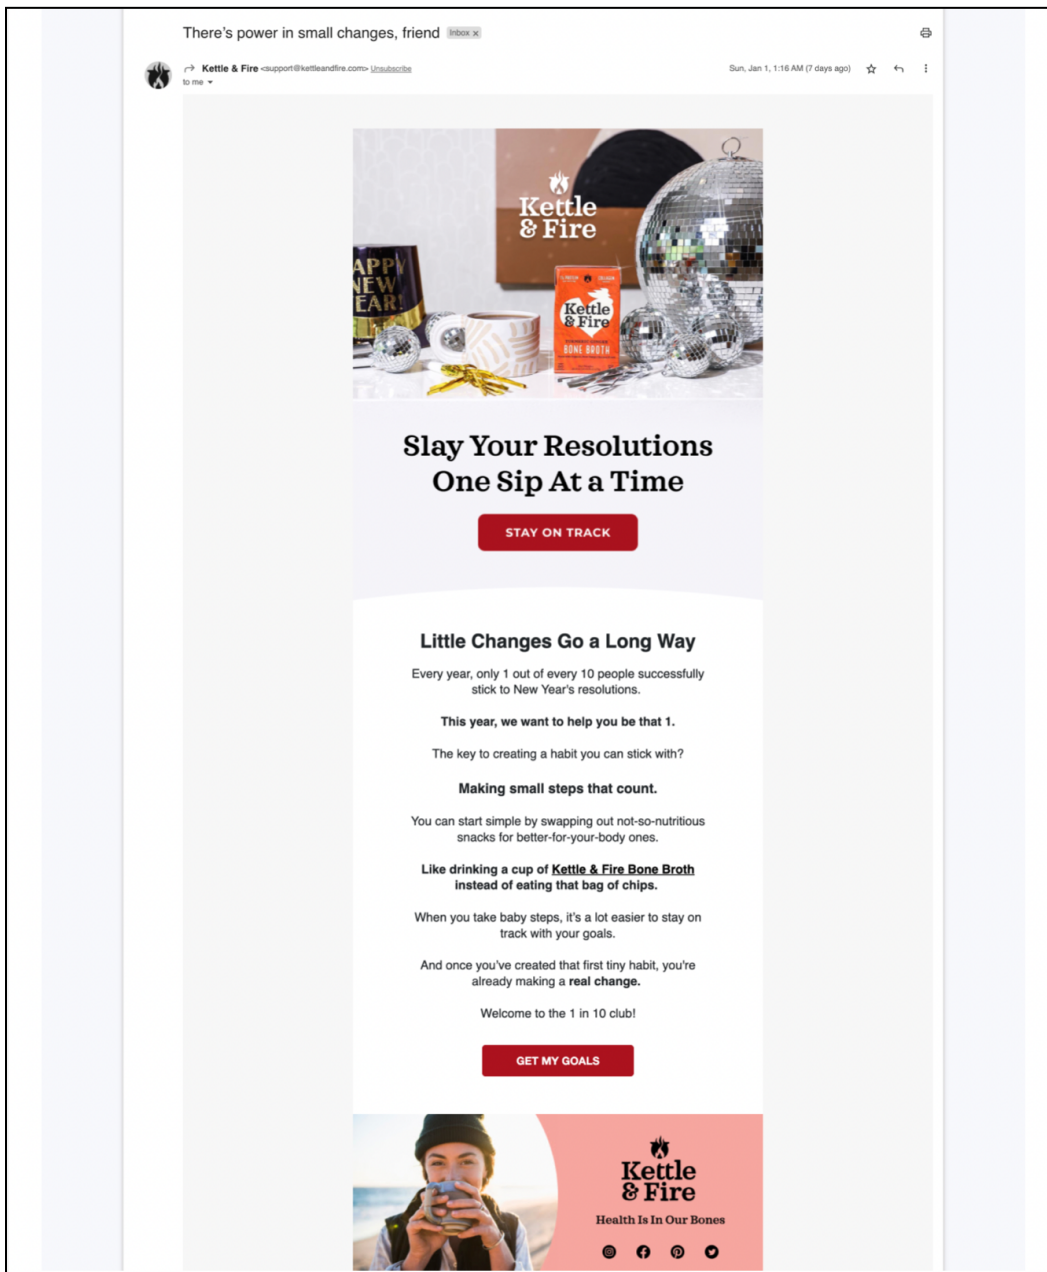 There's power in small changes, friend Inbox x
Kettle & Fire <support@kettleandfire.com> Unsubscribe
Sun, Jan 1, 1:16 AM (7 days ago)
to me
Kettle
& Fire
APPY
NEW
EAR!
Kettle
& Fire
BONE BROTH
Slay Your Resolutions
One Sip At a Time
STAY ON TRACK
Little Changes Go a Long Way
Every year, only 1 out of every 10 people successfully
stick to New Year's resolutions.
This year, we want to help you be that 1.
The key to creating a habit you can stick with?
Making small steps that count.
You can start simple by swapping out not-so-nutritious
snacks for better-for-your-body ones.
Like drinking a cup of Kettle & Fire Bone Broth
instead of eating that bag of chips.
When you take baby steps, it's a lot easier to stay on
track with your goals.
And once you've created that first tiny habit, you're
already making a real change.
Welcome to the 1 in 10 club!
GET MY GOALS
Kettle
& Fire
Health Is In Our Bones